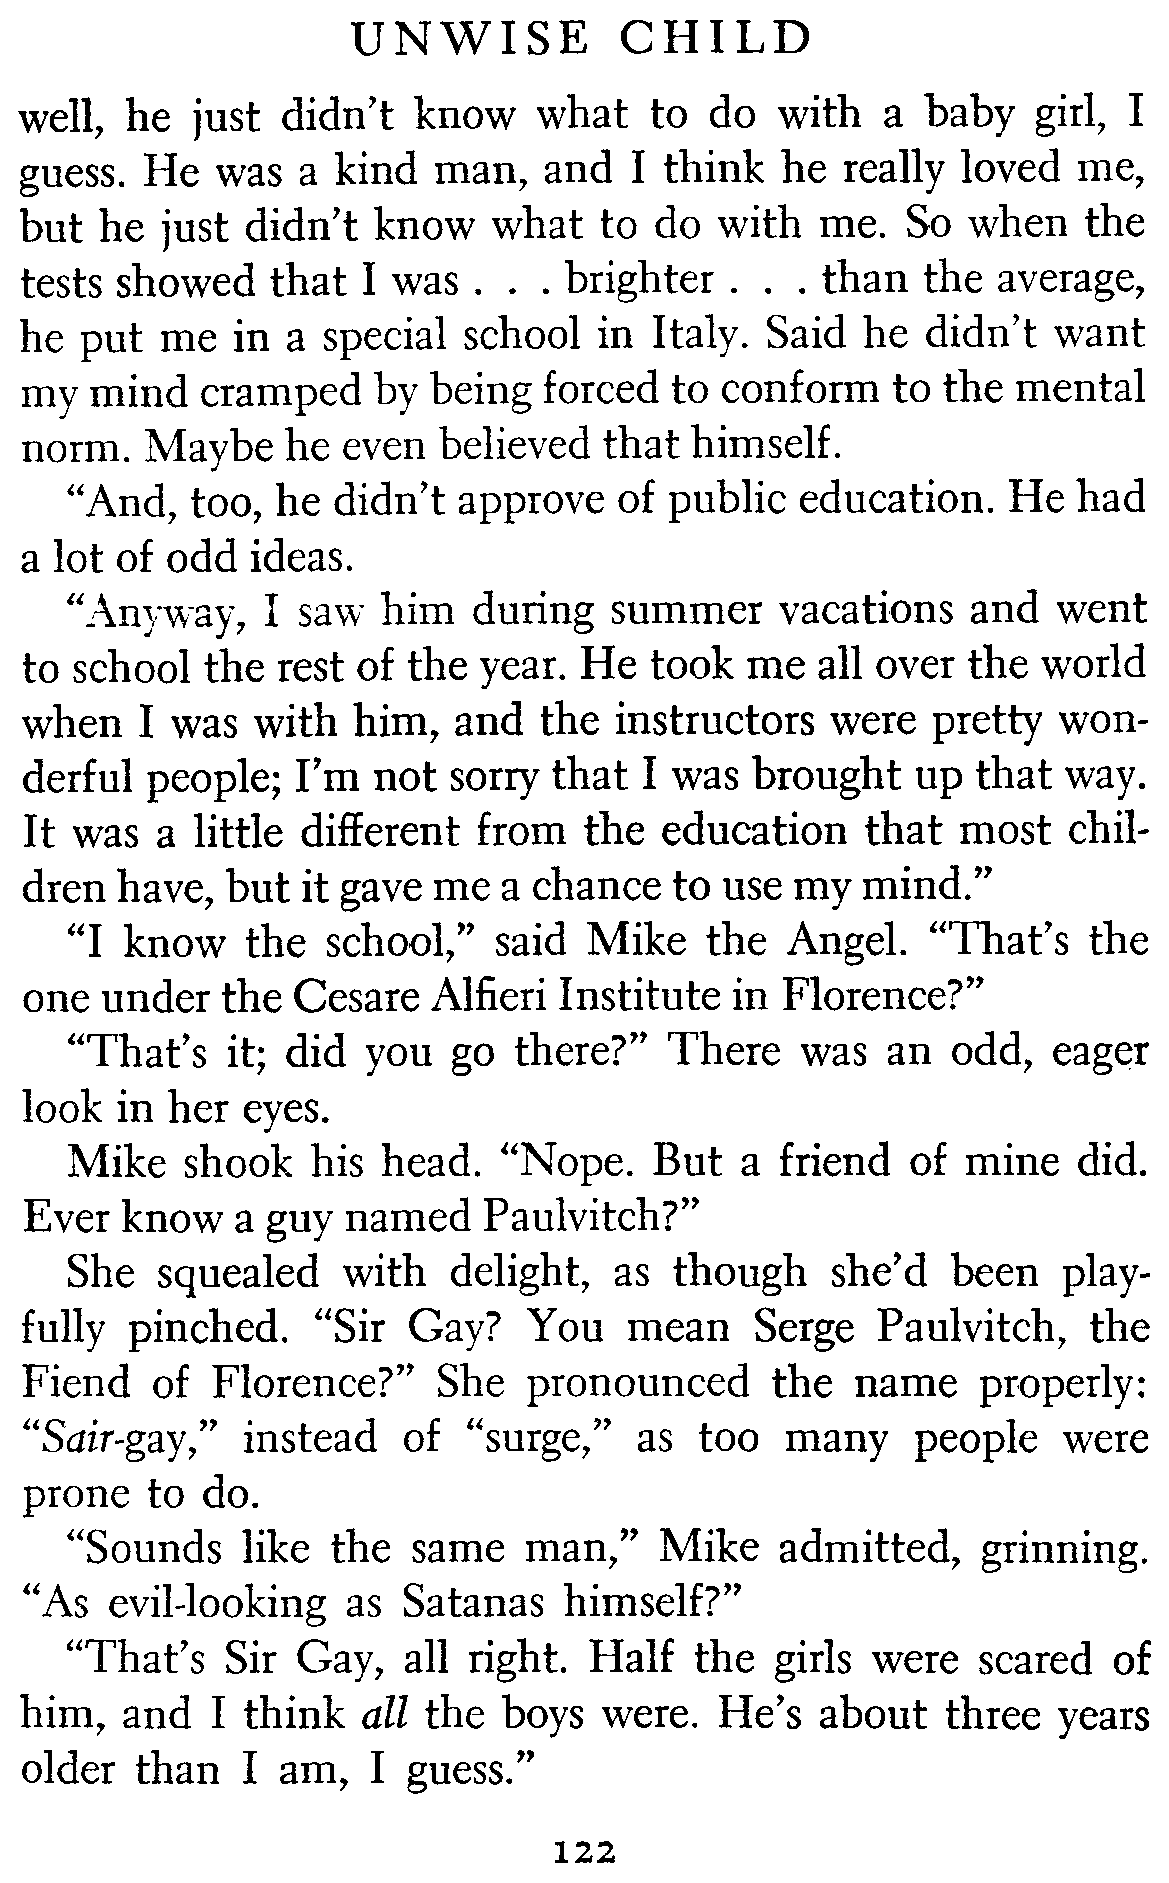 UNWISE CHILD
well, he just didn’t know what to do with a baby girl, I
guess. He was a kind man, and I think he really loved me,
but he just didn’t know what to do with me. So when the
tests showed that I was . . . brighter . . . than the average,
he put me in a special school in Italy. Said he didn’t want
my mind cramped by being forced to conform to the mental
norm. Maybe he even believed that himself.
“And, too, he didn’t approve of public education. He had
a lot of odd ideas.
“Anyway, I saw him during summer vacations and went
to school the rest of the year. He took me all over the world
when I was with him, and the instructors were pretty won-
derful people; I’m not sorry that I was brought up that way.
It was a little different from the education that most chil-
dren have, but it gave me a chance to use my mind.”
“I know the school,” said Mike the Angel. “That’s the
one under the Cesare Alfieri Institute in Florence?”
“That’s it; did you go there?” There was an odd, eager
look in her eyes.
Mike shook his head. “Nope. But a friend of mine did.
Ever know a guy named Paulvitch?”
She squealed with delight, as though she’d been play-
fully pinched. “Sir Gay? You mean Serge Paulvitch, the
Fiend of Florence?” She pronounced the name properly:
“Sair-gay,” instead of “surge,” as too many people were
prone to do.
“Sounds like the same man,” Mike admitted, grinning.
“As evil-looking as Satanas himself?”
“That’s Sir Gay, all right. Half the girls were scared of
him, and I think all the boys were. He’s about three years
older than I am, I guess.”
122